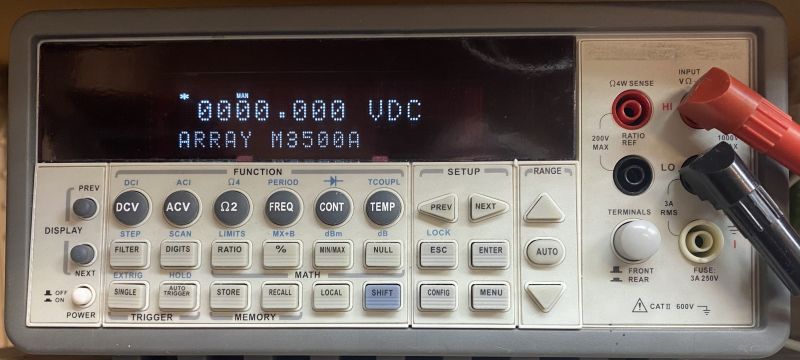 * MAN
0000.000 VDC
ARRAY M3500A
FUNCTION
SETUP
RANGE
DCI ACI Ω4 PERIOD TCOUPL
DCV ACV Ω2 FREQ CONT TEMP
PREV NEXT
STEP SCAN LIMITS MX+B dBm dB
LOCK
FILTER DIGITS RATIO % MIN/MAX NULL
ESC ENTER
AUTO
EXTRIG HOLD MATH
SINGLE AUTO TRIGGER STORE RECALL LOCAL SHIFT
CONFIG MENU
TRIGGER MEMORY
PREV
DISPLAY
NEXT
OFF
ON
POWER
INPUT
Ω4W SENSE
VΩ
HI
200V
MAX
RATIO
REF
1000V
MAX
LO
TERMINALS
3A
RMS
I
FRONT
REAR
FUSE:
3A 250V
CAT II 600V